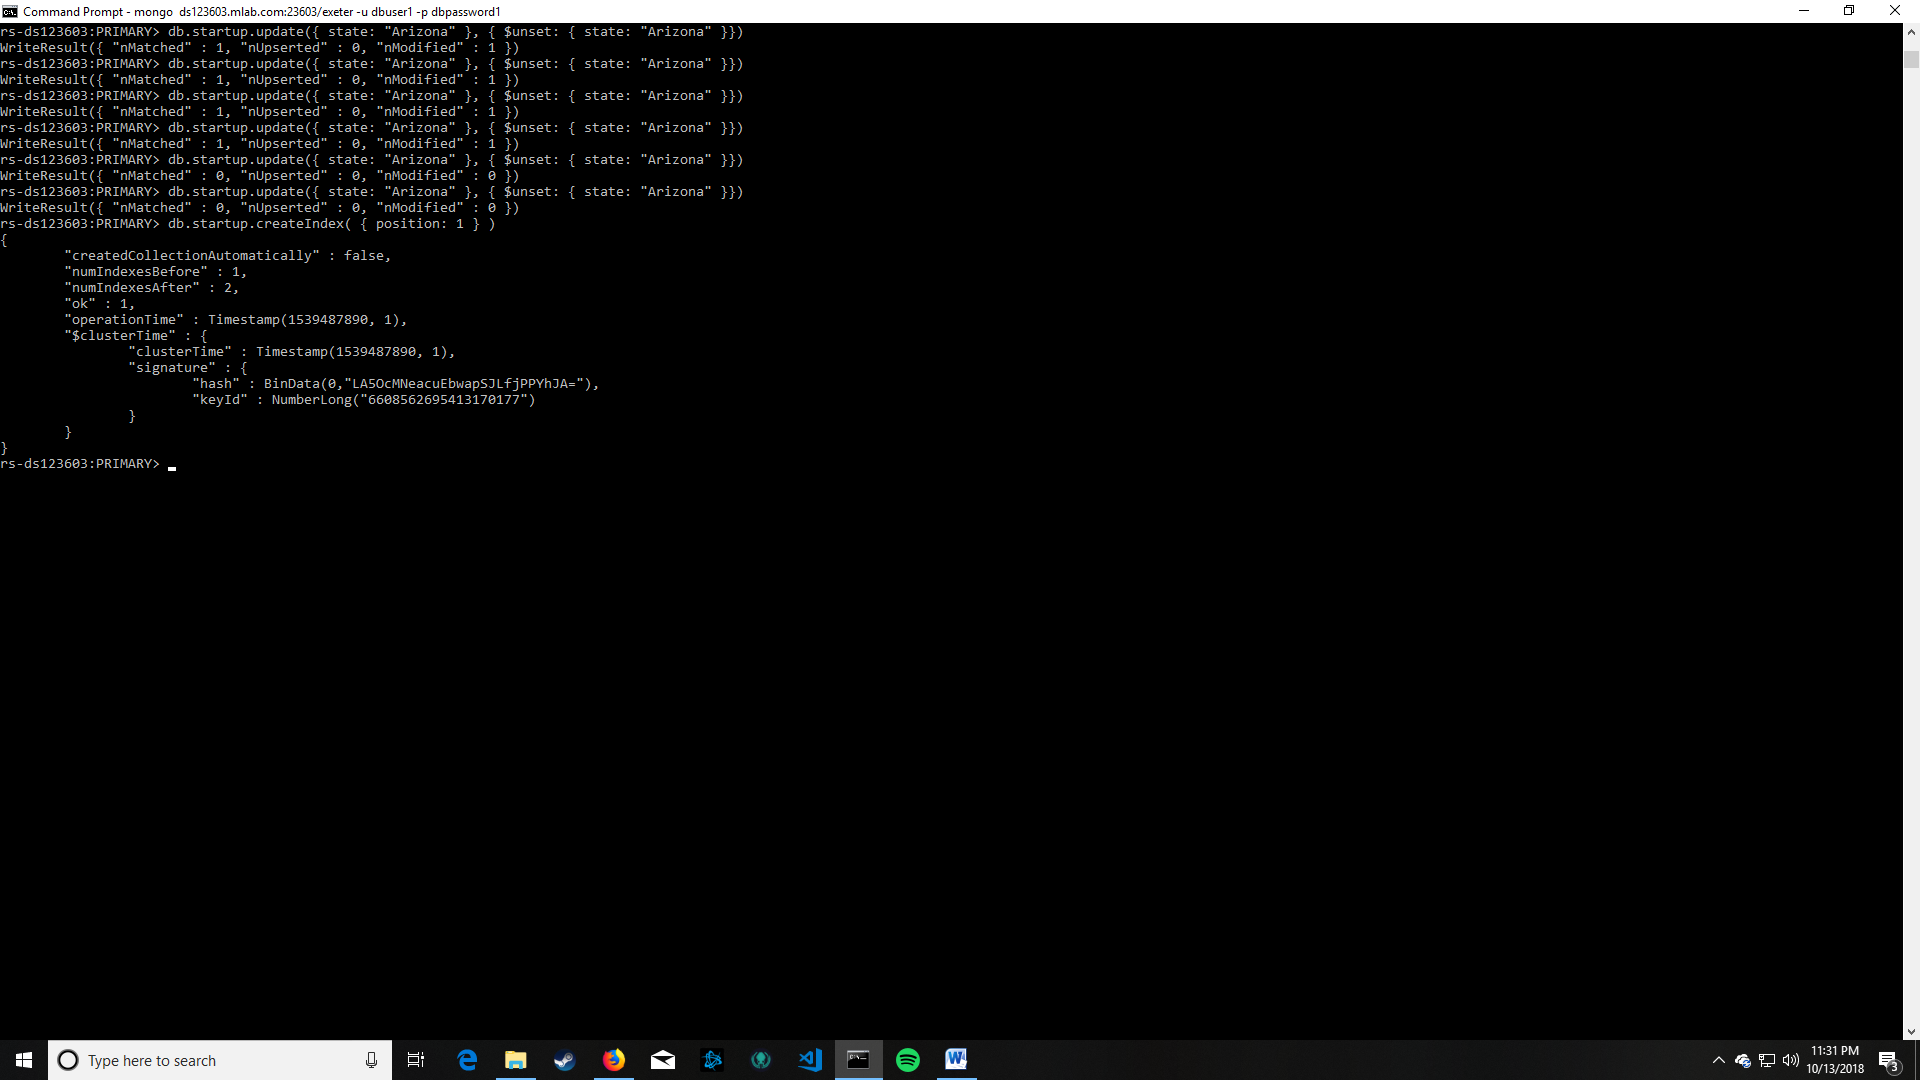 Command Prompt - mongo  ds123603.mlab.com:23603/exeter -u dbuser1 -p dbpassword1
rs-ds123603:PRIMARY> db.startup.update({ state: "Arizona" }, { $unset: { state: "Arizona" }})
WriteResult({ "nMatched" : 1, "nUpserted" : 0, "nModified" : 1 })
rs-ds123603:PRIMARY> db.startup.update({ state: "Arizona" }, { $unset: { state: "Arizona" }})
WriteResult({ "nMatched" : 1, "nUpserted" : 0, "nModified" : 1 })
rs-ds123603:PRIMARY> db.startup.update({ state: "Arizona" }, { $unset: { state: "Arizona" }})
WriteResult({ "nMatched" : 1, "nUpserted" : 0, "nModified" : 1 })
rs-ds123603:PRIMARY> db.startup.update({ state: "Arizona" }, { $unset: { state: "Arizona" }})
WriteResult({ "nMatched" : 1, "nUpserted" : 0, "nModified" : 1 })
rs-ds123603:PRIMARY> db.startup.update({ state: "Arizona" }, { $unset: { state: "Arizona" }})
WriteResult({ "nMatched" : 0, "nUpserted" : 0, "nModified" : 0 })
rs-ds123603:PRIMARY> db.startup.update({ state: "Arizona" }, { $unset: { state: "Arizona" }})
WriteResult({ "nMatched" : 0, "nUpserted" : 0, "nModified" : 0 })
rs-ds123603:PRIMARY> db.startup.createIndex( { position: 1 } )
{
        "createdCollectionAutomatically" : false,
        "numIndexesBefore" : 1,
        "numIndexesAfter" : 2,
        "ok" : 1,
        "operationTime" : Timestamp(1539487890, 1),
        "$clusterTime" : {
                "clusterTime" : Timestamp(1539487890, 1),
                "signature" : {
                        "hash" : BinData(0,"LA5OcMNeacuEbwapSJLfjPPYhJA="),
                        "keyId" : NumberLong("6608562695413170177")
                }
        }
}
rs-ds123603:PRIMARY> _
Type here to search
11:31 PM
10/13/2018
3